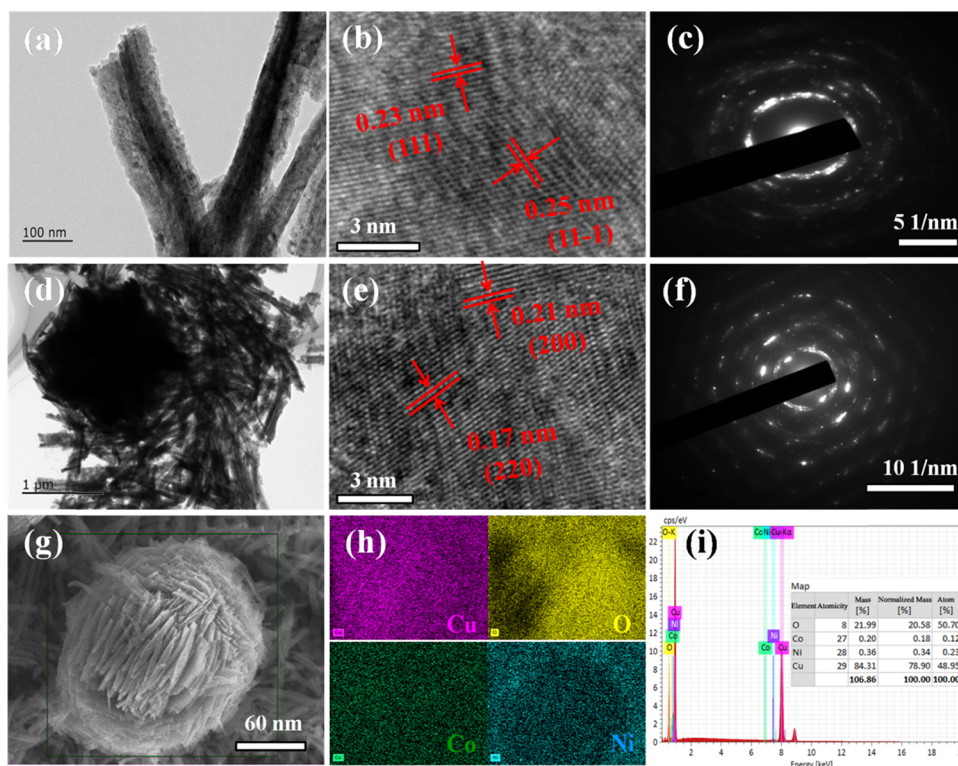 (a)
100 nm
(b)
0.23 nm
(111)
0.25 nm
(11-1)
3 nm
(c)
5 1/nm
(d)
1 μm
(e)
0.21 nm
(200)
0.17 nm
(220)
3 nm
(f)
10 1/nm
(g)
60 nm
(h)
Cu
O
Co
Ni
(i)
cps/eV
22
20
18
16
14
12
10
8
6
4
2
0
O-K
Co Ni Cu-Kα
Cu
Ni
Co
O
Co
Ni
Cu
2 4 6 8 10 12 14 16 18
Energy [keV]
Map
Element Atomicity Mass [%] Normalized Mass [%] Atom [%]
O 8 21.99 20.58 50.70
Co 27 0.20 0.18 0.12
Ni 28 0.36 0.34 0.23
Cu 29 84.31 78.90 48.95
106.86 100.00 100.00